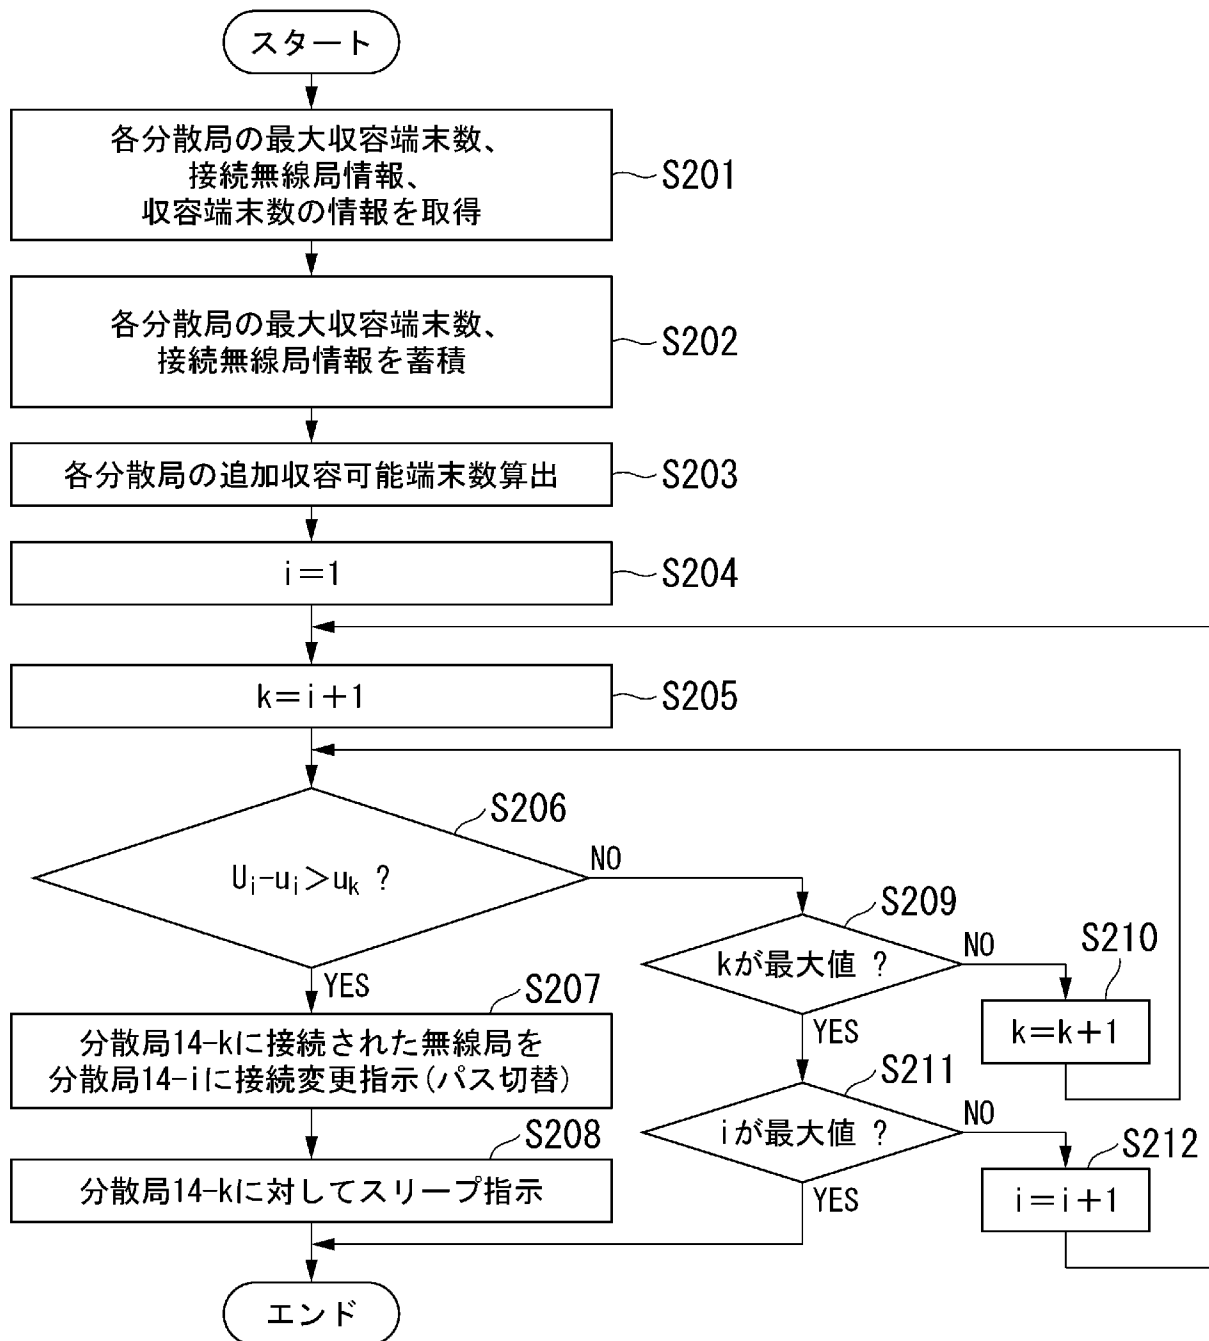 スタート
各分散局の最大収容端末数、
接続無線局情報、
収容端末数の情報を取得
S201
各分散局の最大収容端末数、
接続無線局情報を蓄積
S202
各分散局の追加収容可能端末数算出
S203
i=1
S204
k=i+1
S205
S206
Ui-ui>uk ?
NO
YES
S207
分散局14-kに接続された無線局を
分散局14-iに接続変更指示(パス切替)
S208
分散局14-kに対してスリープ指示
S209
kが最大値 ?
NO
YES
S210
k=k+1
S211
iが最大値 ?
NO
YES
S212
i=i+1
エンド